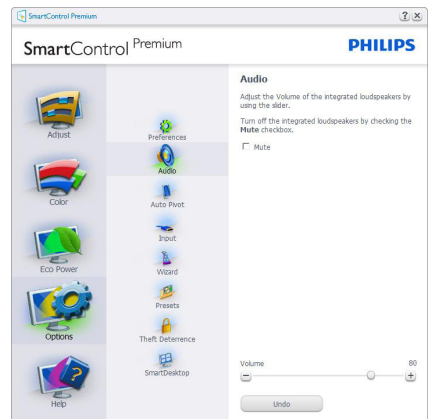 SmartControl Premium
? ×
SmartControl Premium
PHILIPS
Adjust
Color
Eco Power
Options
Help
Preferences
Audio
Auto Pivot
Input
Wizard
Presets
Theft Deterrence
SmartDesktop
Audio
Adjust the Volume of the integrated loudspeakers by
using the slider.
Turn off the integrated loudspeakers by checking the
Mute checkbox.
Mute
Volume 80
Undo